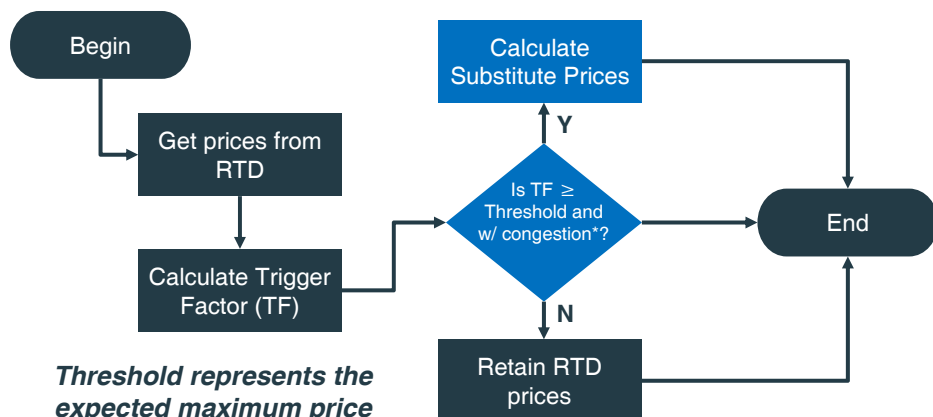 Begin
Get prices from
RTD
Calculate Trigger
Factor (TF)
Threshold represents the
expected maximum price
Calculate
Substitute Prices
Y
Is TF ≥
Threshold and
w/ congestion*?
N
Retain RTD
prices
End